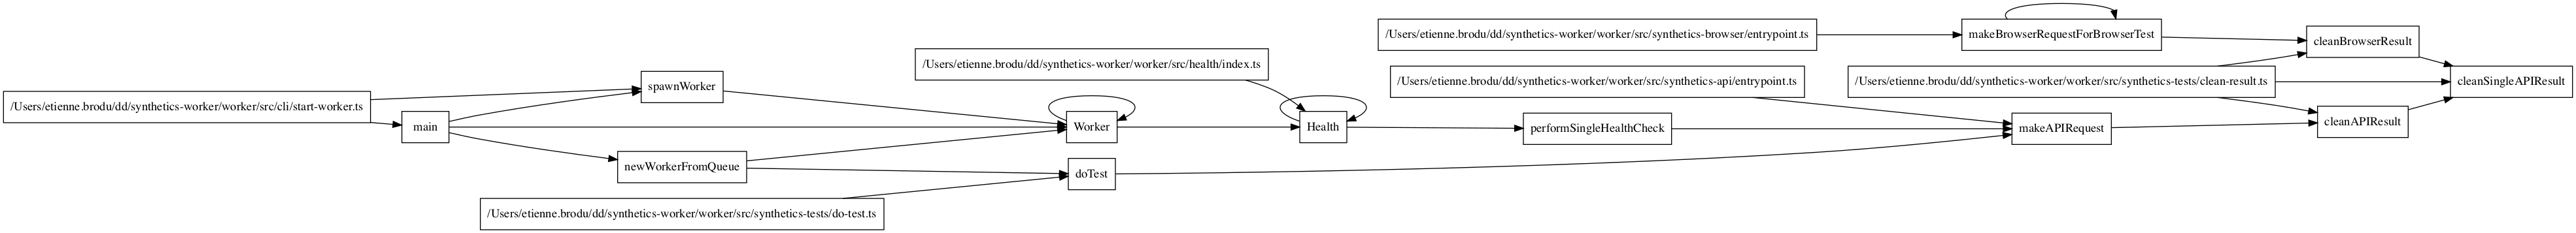 /Users/etienne.brodu/dd/synthetics-worker/worker/src/synthetics-browser/entrypoint.ts
makeBrowserRequestForBrowserTest
cleanBrowserResult
/Users/etienne.brodu/dd/synthetics-worker/worker/src/health/index.ts
/Users/etienne.brodu/dd/synthetics-worker/worker/src/synthetics-api/entrypoint.ts
/Users/etienne.brodu/dd/synthetics-worker/worker/src/synthetics-tests/clean-result.ts
cleanSingleAPIResult
spawnWorker
/Users/etienne.brodu/dd/synthetics-worker/worker/src/cli/start-worker.ts
main
Worker
Health
performSingleHealthCheck
makeAPIRequest
cleanAPIResult
newWorkerFromQueue
doTest
/Users/etienne.brodu/dd/synthetics-worker/worker/src/synthetics-tests/do-test.ts